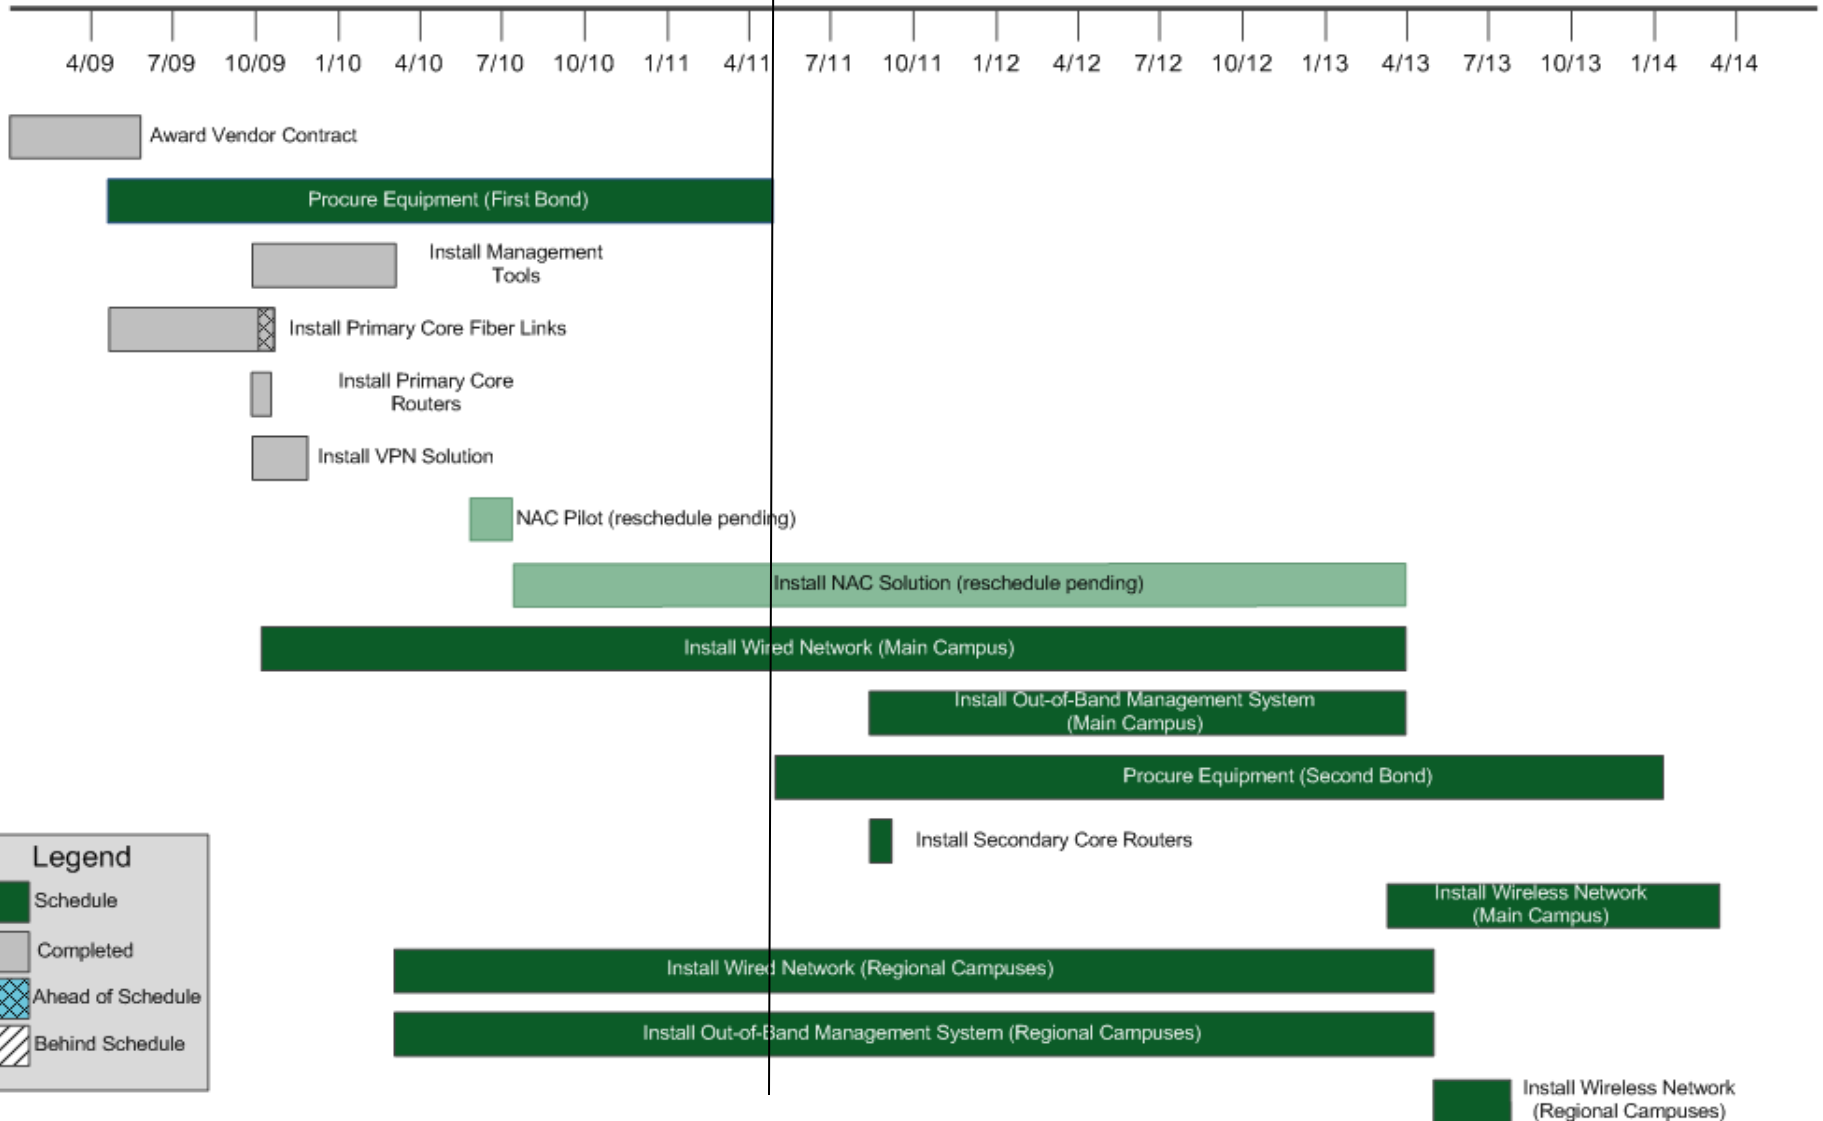 4/09 7/09 10/09 1/10 4/10 7/10 10/10 1/11 4/11 7/11 10/11 1/12 4/12 7/12 10/12 1/13 4/13 7/13 10/13 1/14 4/14
Award Vendor Contract
Procure Equipment (First Bond)
Install Management
Tools
Install Primary Core Fiber Links
Install Primary Core
Routers
Install VPN Solution
NAC Pilot (reschedule pending)
Install NAC Solution (reschedule pending)
Install Wired Network (Main Campus)
Install Out-of-Band Management System
(Main Campus)
Procure Equipment (Second Bond)
Install Secondary Core Routers
Install Wireless Network
(Main Campus)
Install Wired Network (Regional Campuses)
Install Out-of-Band Management System (Regional Campuses)
Install Wireless Network
(Regional Campuses)
Legend
Schedule
Completed
Ahead of Schedule
Behind Schedule